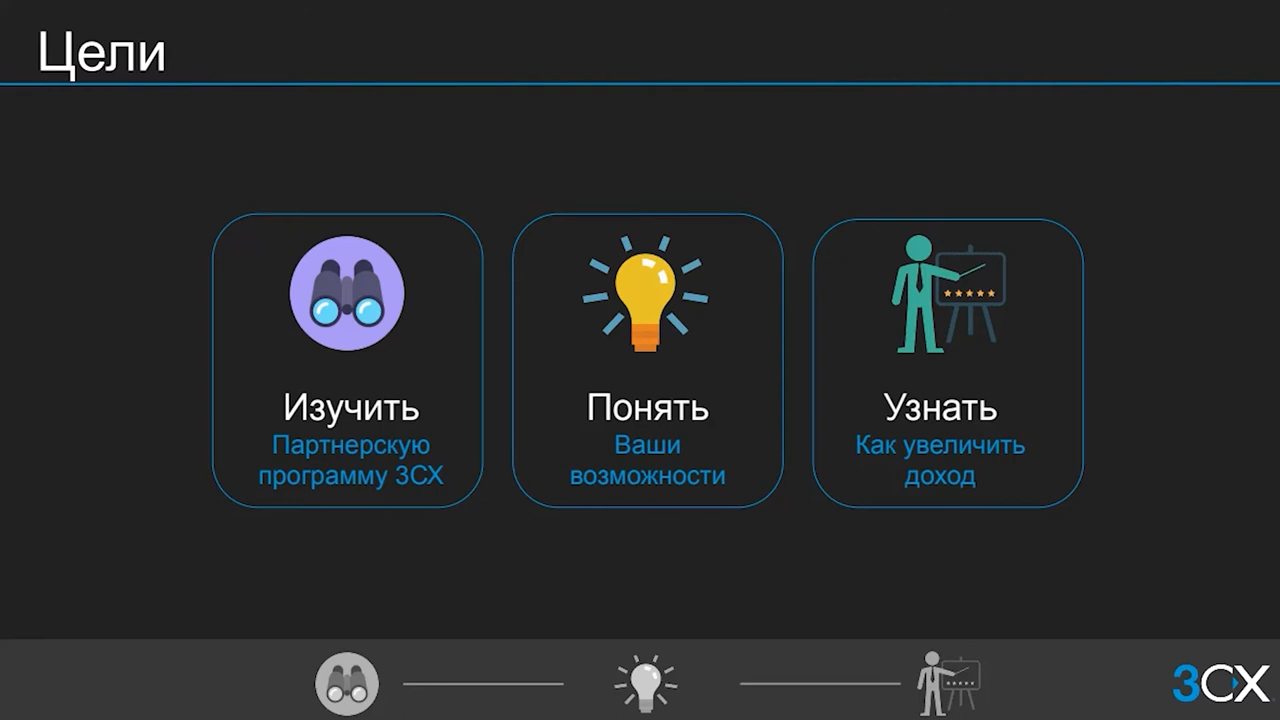 Цели
Изучить
Партнерскую
программу 3CX
Понять
Ваши
возможности
Узнать
Как увеличить
доход
3CX